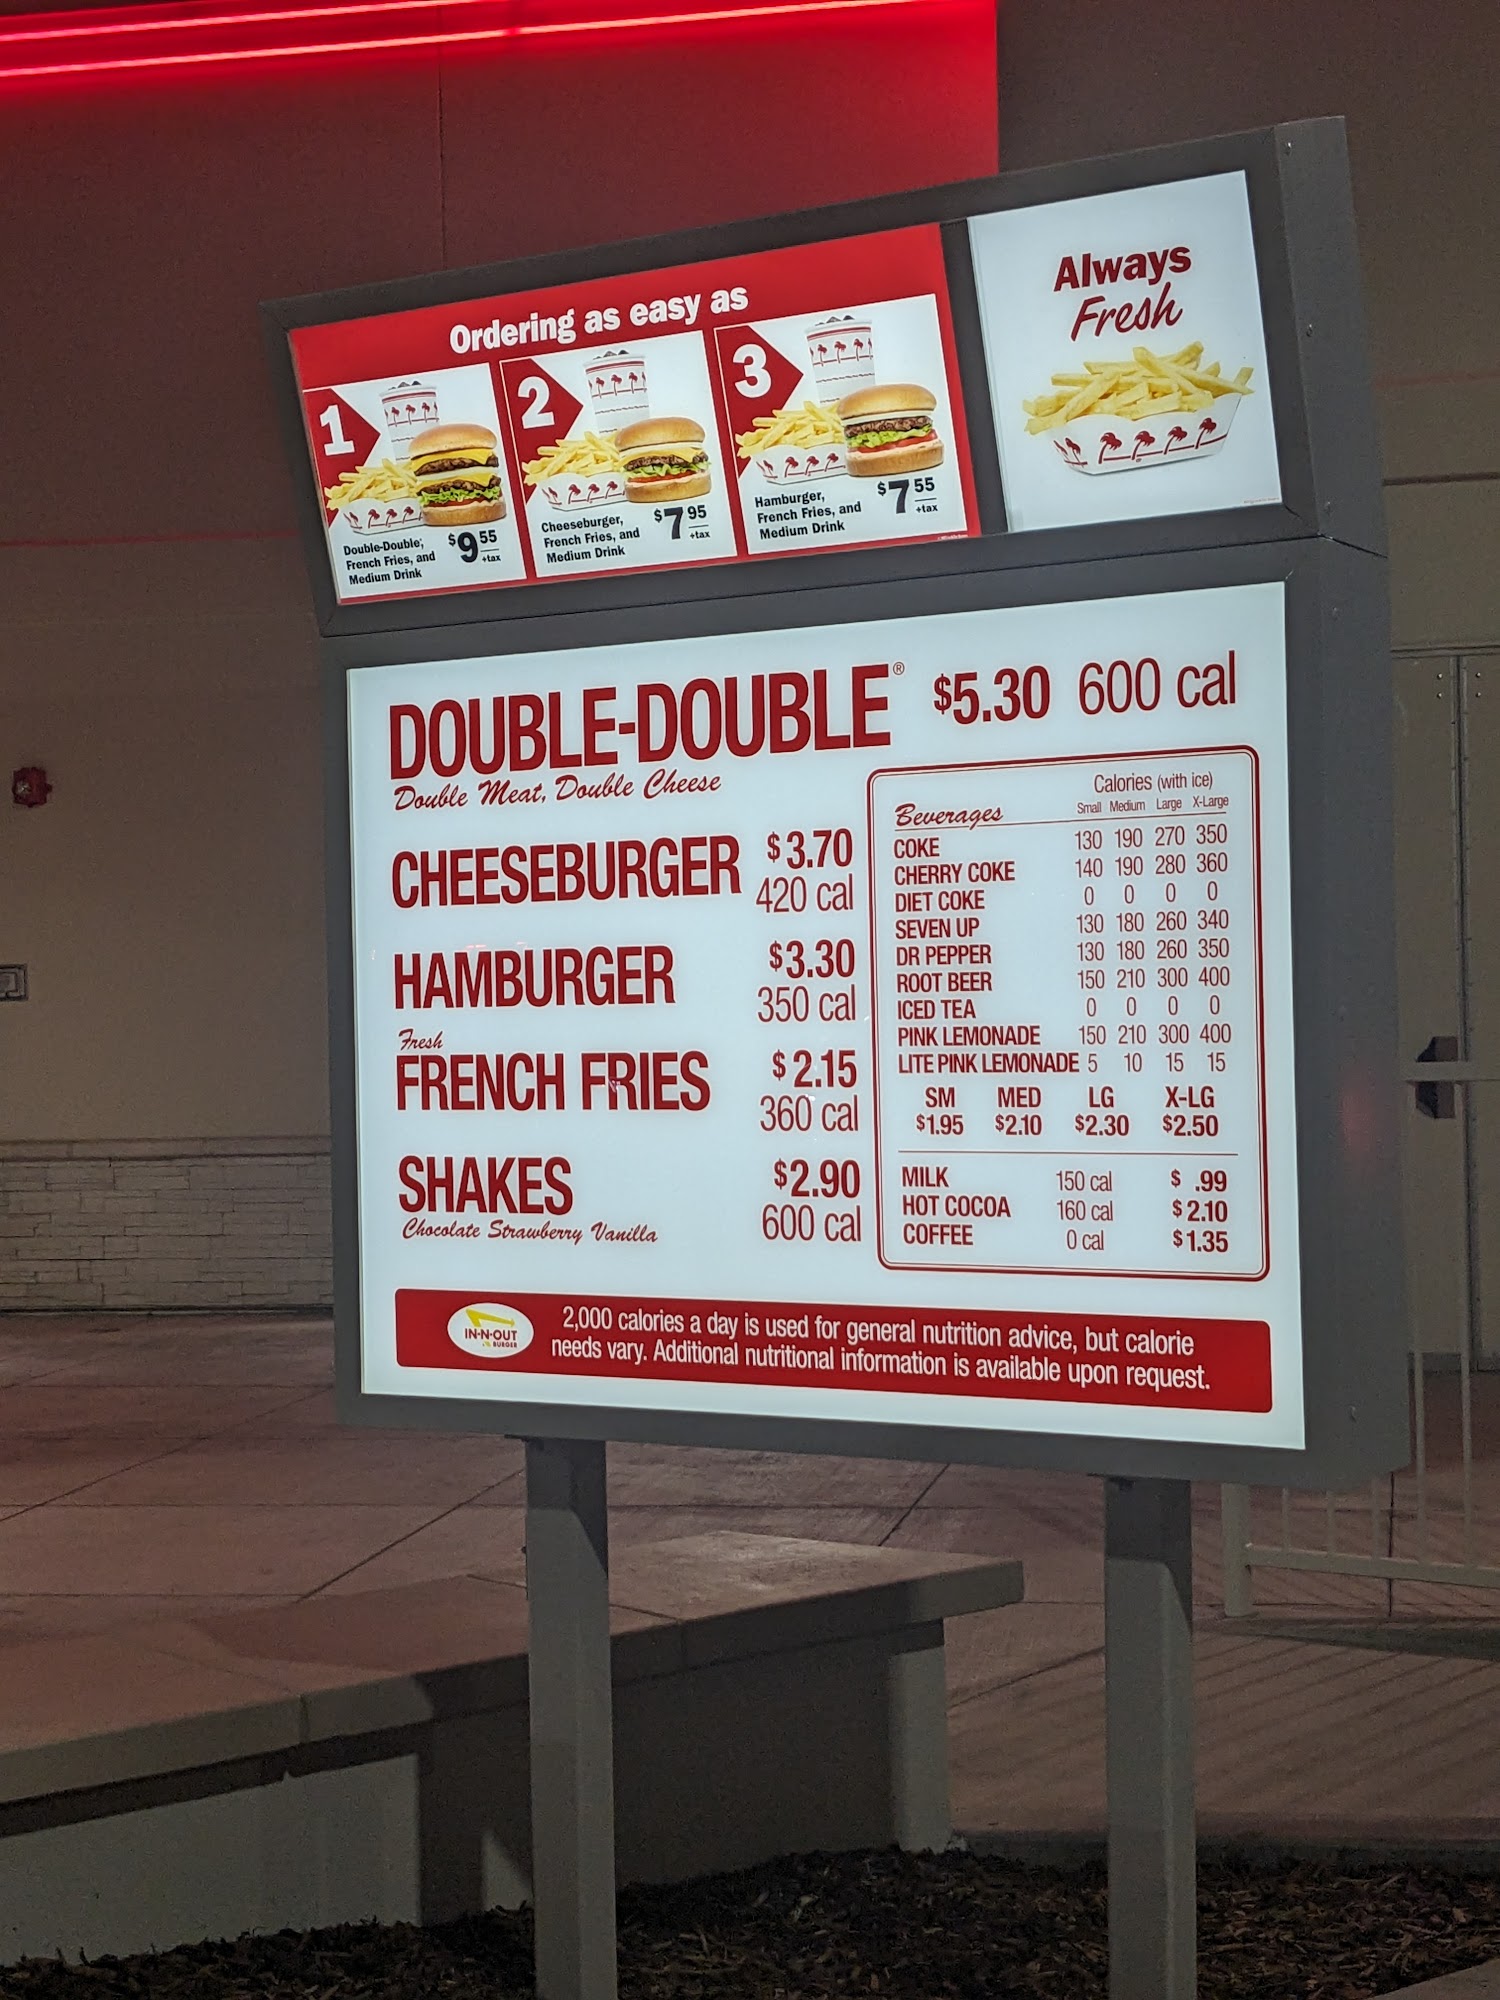 Ordering as easy as
1
Double-Double®,
French Fries, and
Medium Drink
$9 55
+tax
2
Cheeseburger,
French Fries, and
Medium Drink
$7 95
+tax
3
Hamburger,
French Fries, and
Medium Drink
$7 55
+tax
Always
Fresh
DOUBLE-DOUBLE® $5.30 600 cal
Double Meat, Double Cheese
CHEESEBURGER $3.70
420 cal
HAMBURGER $3.30
350 cal
Fresh
FRENCH FRIES $2.15
360 cal
SHAKES $2.90
Chocolate Strawberry Vanilla 600 cal
Calories (with ice)
Beverages Small Medium Large X-Large
COKE 130 190 270 350
CHERRY COKE 140 190 280 360
DIET COKE 0 0 0 0
SEVEN UP 130 180 260 340
DR PEPPER 130 180 260 350
ROOT BEER 150 210 300 400
ICED TEA 0 0 0 0
PINK LEMONADE 150 210 300 400
LITE PINK LEMONADE 5 10 15 15
SM MED LG X-LG
$1.95 $2.10 $2.30 $2.50
MILK 150 cal $ .99
HOT COCOA 160 cal $2.10
COFFEE 0 cal $1.35
IN-N-OUT
BURGER
2,000 calories a day is used for general nutrition advice, but calorie
needs vary. Additional nutritional information is available upon request.